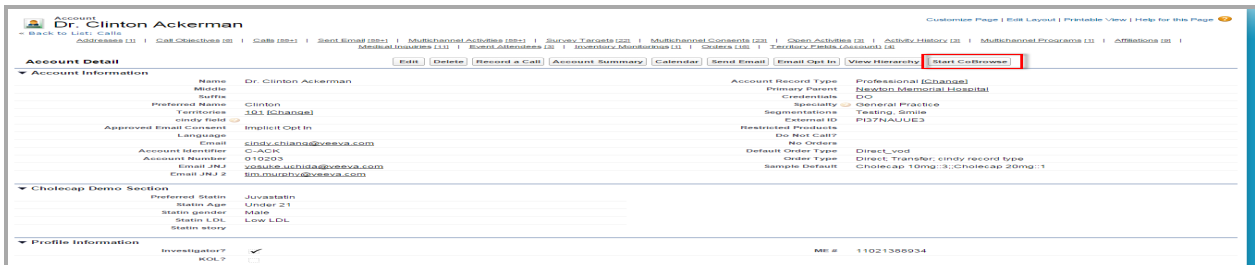 Account
Dr. Clinton Ackerman
Customize Page | Edit Layout | Printable View | Help for this Page
« Back to List: Calls
Addresses [1] | Call Objectives [6] | Calls [99+] | Sent Email [99+] | Multichannel Activities [99+] | Survey Targets [22] | Multichannel Consents [23] | Open Activities [3] | Activity History [3] | Multichannel Programs [1] | Affiliations [9] |
Medical Inquiries [11] | Event Attendees [3] | Inventory Monitorings [1] | Orders [16] | Territory Fields (Account) [4]
Account Detail Edit Delete Record a Call Account Summary Calendar Send Email Email Opt In View Hierarchy Start CoBrowse
Account Information
Name Dr. Clinton Ackerman Account Record Type Professional [Change]
Middle Primary Parent Newton Memorial Hospital
Suffix Credentials DO
Preferred Name Clinton Specialty General Practice
Territories 101 [Change] Segmentations Testing, Smile
cindy field External ID PI37NAUUE3
Approved Email Consent Implicit Opt In Restricted Products
Language Do Not Call?
Email cindy.chiang@veeva.com No Orders
Account Identifier C-ACK Default Order Type Direct_vod
Account Number 010203 Order Type Direct; Transfer; cindy record type
Email JNJ yosuke.uchida@veeva.com Sample Default Cholecap 10mg::3;;Cholecap 20mg::1
Email JNJ 2 tim.murphy@veeva.com
Cholecap Demo Section
Preferred Statin Juvastatin
Statin Age Under 21
Statin gender Male
Statin LDL Low LDL
Statin story
Profile Information
Investigator? ME # 11021366934
KOL?